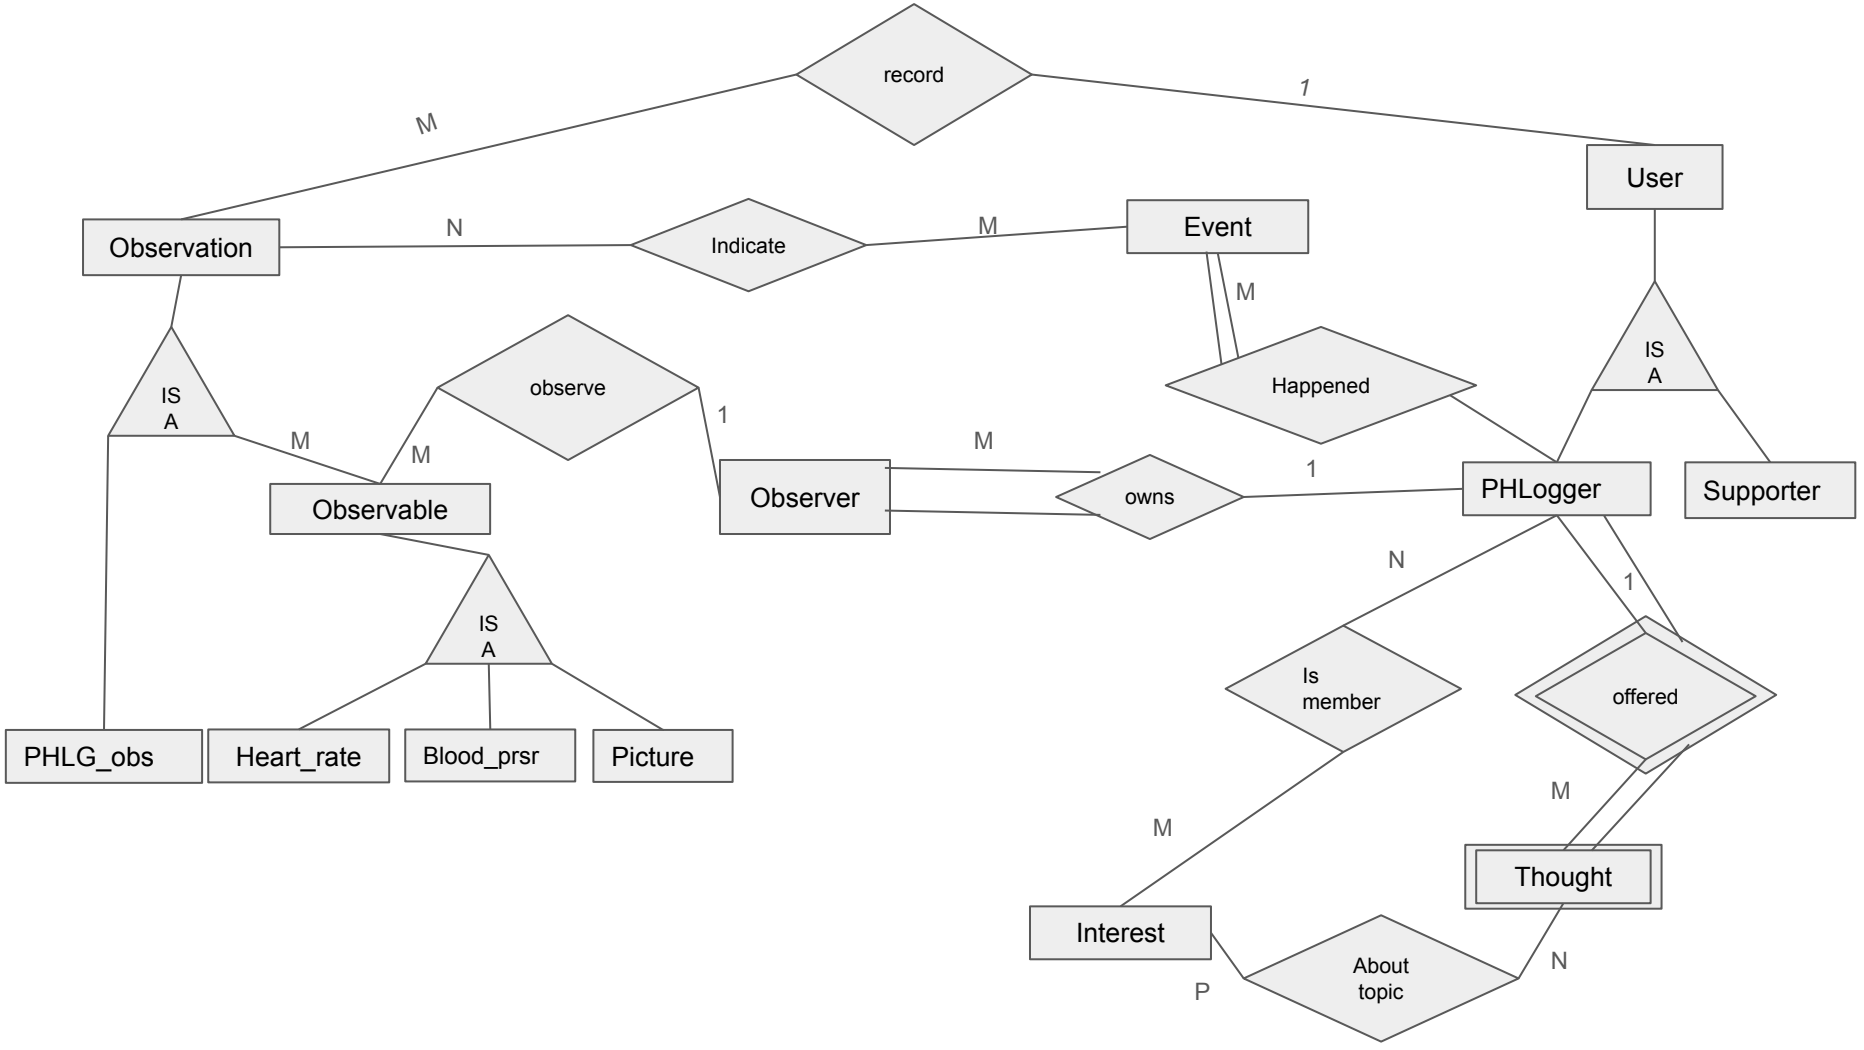 record
1
M
User
Observation
N
Indicate
M
Event
M
IS
A
observe
Happened
IS
A
1
M
M
M
1
Observable
Observer
owns
PHLogger
Supporter
N
1
IS
A
Is
member
offered
PHLG_obs
Heart_rate
Blood_prsr
Picture
M
M
Thought
Interest
About
topic
N
P